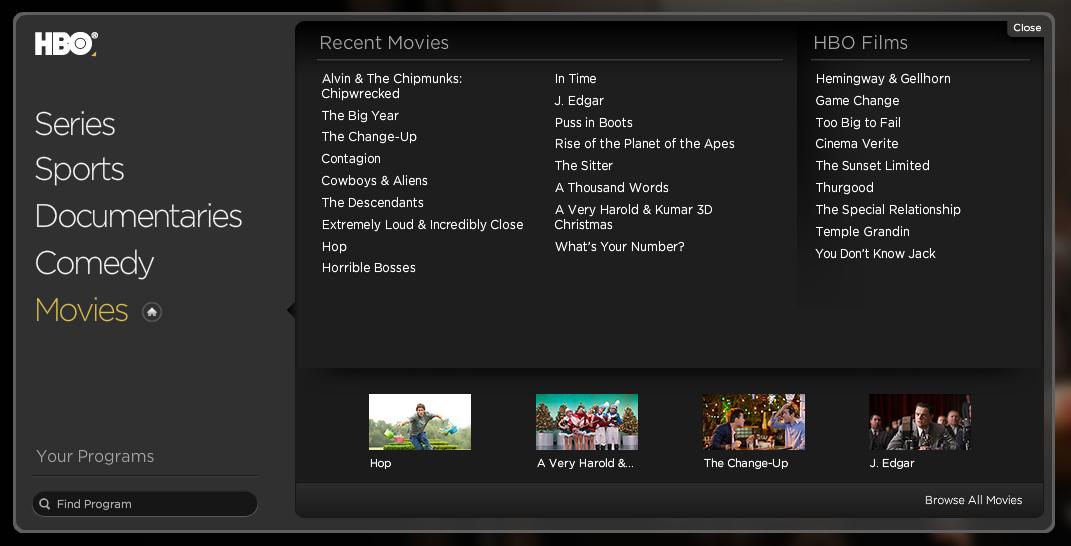 HBO®
Series
Sports
Documentaries
Comedy
Movies
Your Programs
Find Program
Close
Recent Movies
Alvin & The Chipmunks:
Chipwrecked
The Big Year
The Change-Up
Contagion
Cowboys & Aliens
The Descendants
Extremely Loud & Incredibly Close
Hop
Horrible Bosses
In Time
J. Edgar
Puss in Boots
Rise of the Planet of the Apes
The Sitter
A Thousand Words
A Very Harold & Kumar 3D
Christmas
What's Your Number?
HBO Films
Hemingway & Gellhorn
Game Change
Too Big to Fail
Cinema Verite
The Sunset Limited
Thurgood
The Special Relationship
Temple Grandin
You Don't Know Jack
Hop
A Very Harold &...
The Change-Up
J. Edgar
Browse All Movies